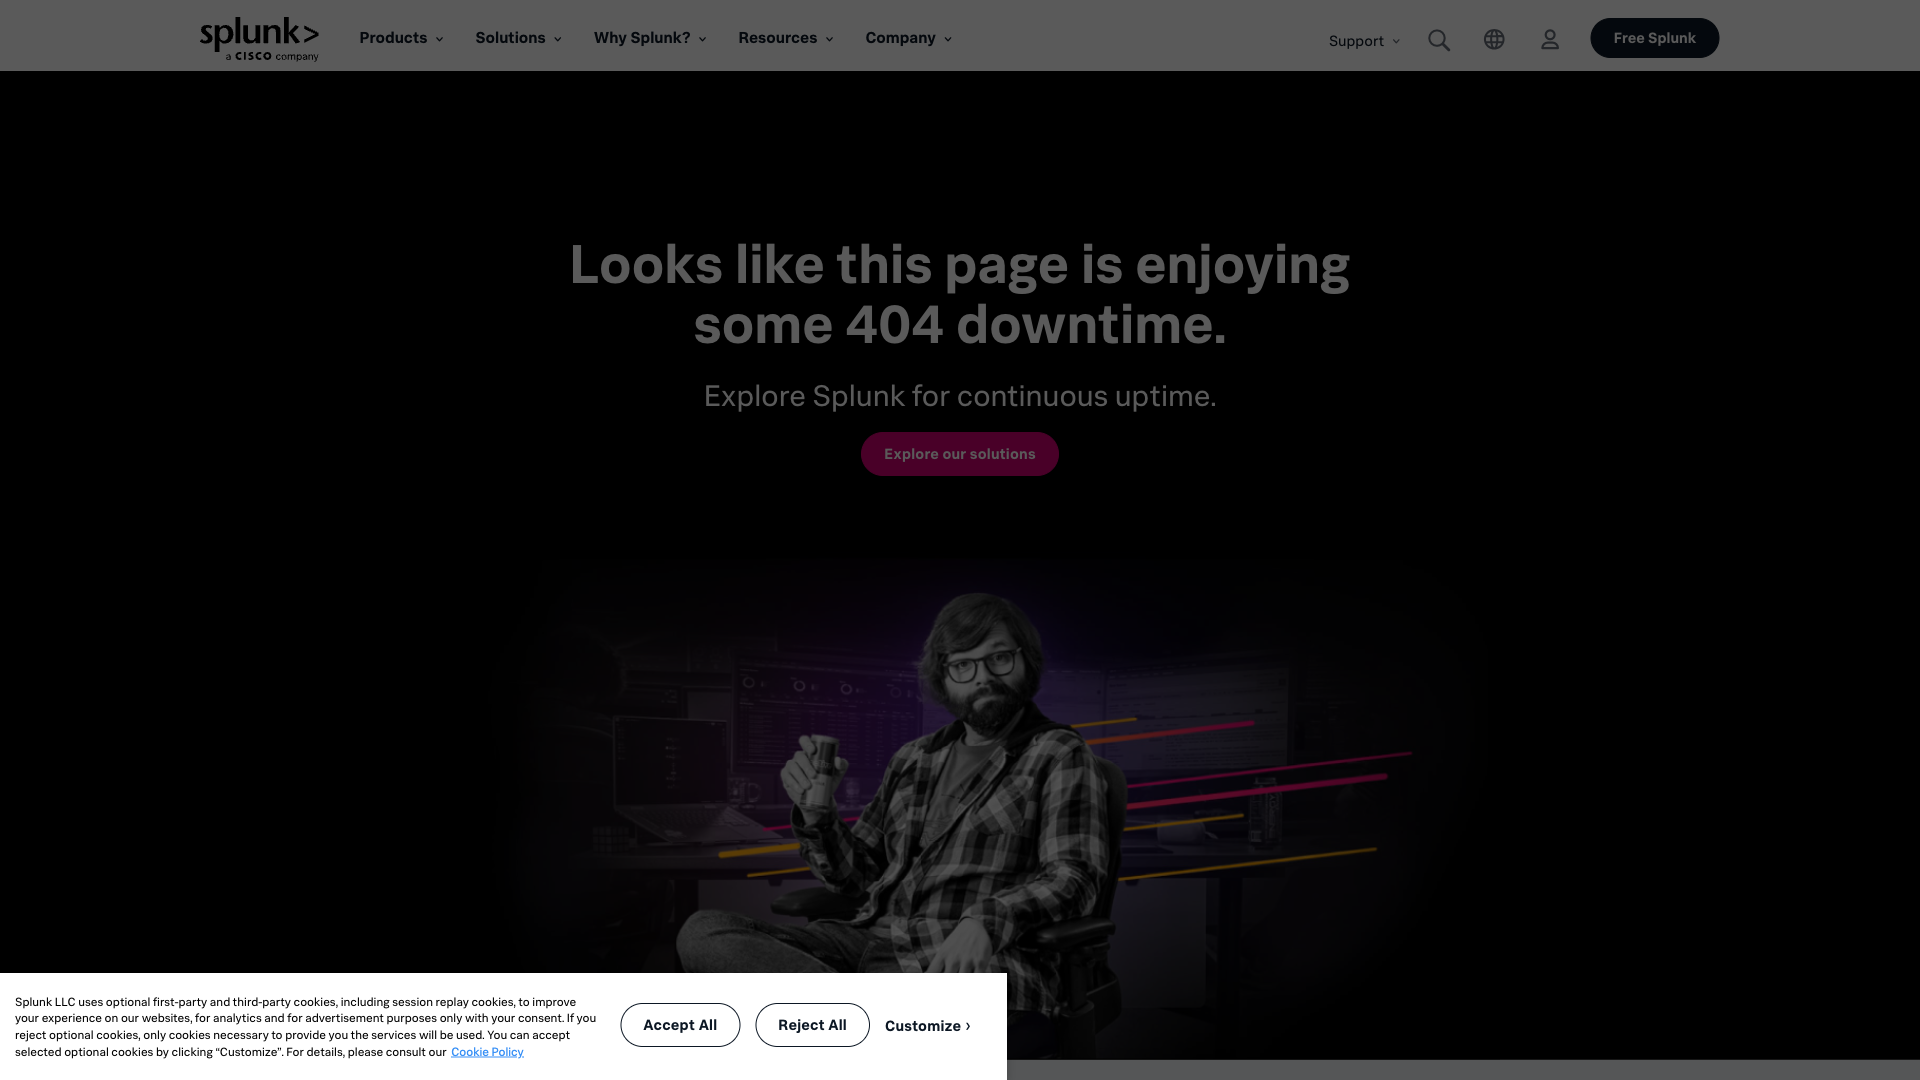 splunk>
a CISCO company
Products
Solutions
Why Splunk?
Resources
Company
Support
Free Splunk
Looks like this page is enjoying
some 404 downtime.
Explore Splunk for continuous uptime.
Explore our solutions
Splunk LLC uses optional first-party and third-party cookies, including session replay cookies, to improve
your experience on our websites, for analytics and for advertisement purposes only with your consent. If you
reject optional cookies, only cookies necessary to provide you the services will be used. You can accept
selected optional cookies by clicking “Customize”. For details, please consult our Cookie Policy
Accept All
Reject All
Customize ›